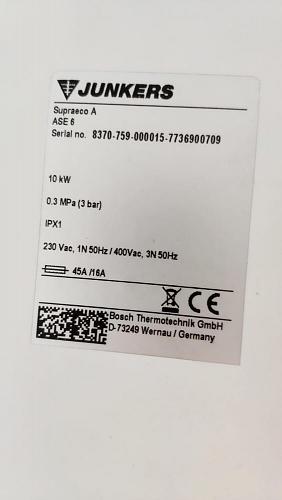 JUNKERS
Supraeco A
ASE 6
Serial no. 8370-759-000015-7736900709
10 kW
0.3 MPa (3 bar)
IPX1
230 Vac, 1N 50Hz / 400Vac, 3N 50Hz
45A /16A
CE
Bosch Thermotechnik GmbH
D-73249 Wernau / Germany